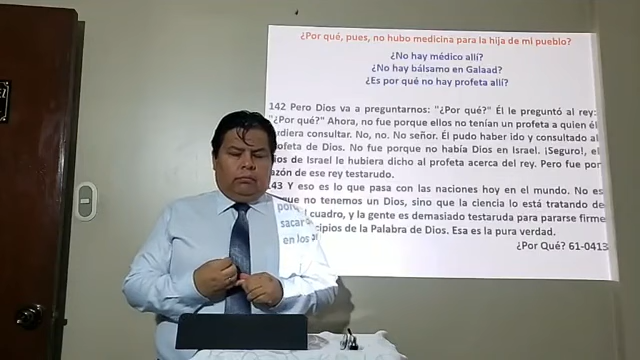 ¿Por qué, pues, no hubo medicina para la hija de mi pueblo?
¿No hay médico allí?
¿No hay bálsamo en Galaad?
¿Es por qué no hay profeta allí?
142 Pero Dios va a preguntarnos: "¿Por qué?" Él le preguntó al rey:
"¿Por qué?" Ahora, no fue porque ellos no tenían un profeta a quien él
pudiera consultar. No, no. No señor. Él pudo haber ido y consultado al
profeta de Dios. No fue porque no había Dios en Israel. ¡Seguro!, el
Dios de Israel le hubiera dicho al profeta acerca del rey. Pero fue por
razón de ese rey testarudo.
143 Y eso es lo que pasa con las naciones hoy en el mundo. No es
porque no tenemos un Dios, sino que la ciencia lo está tratando de
sacar cuadro, y la gente es demasiado testaruda para pararse firme
en los cipios de la Palabra de Dios. Esa es la pura verdad.
¿Por Qué? 61-0413